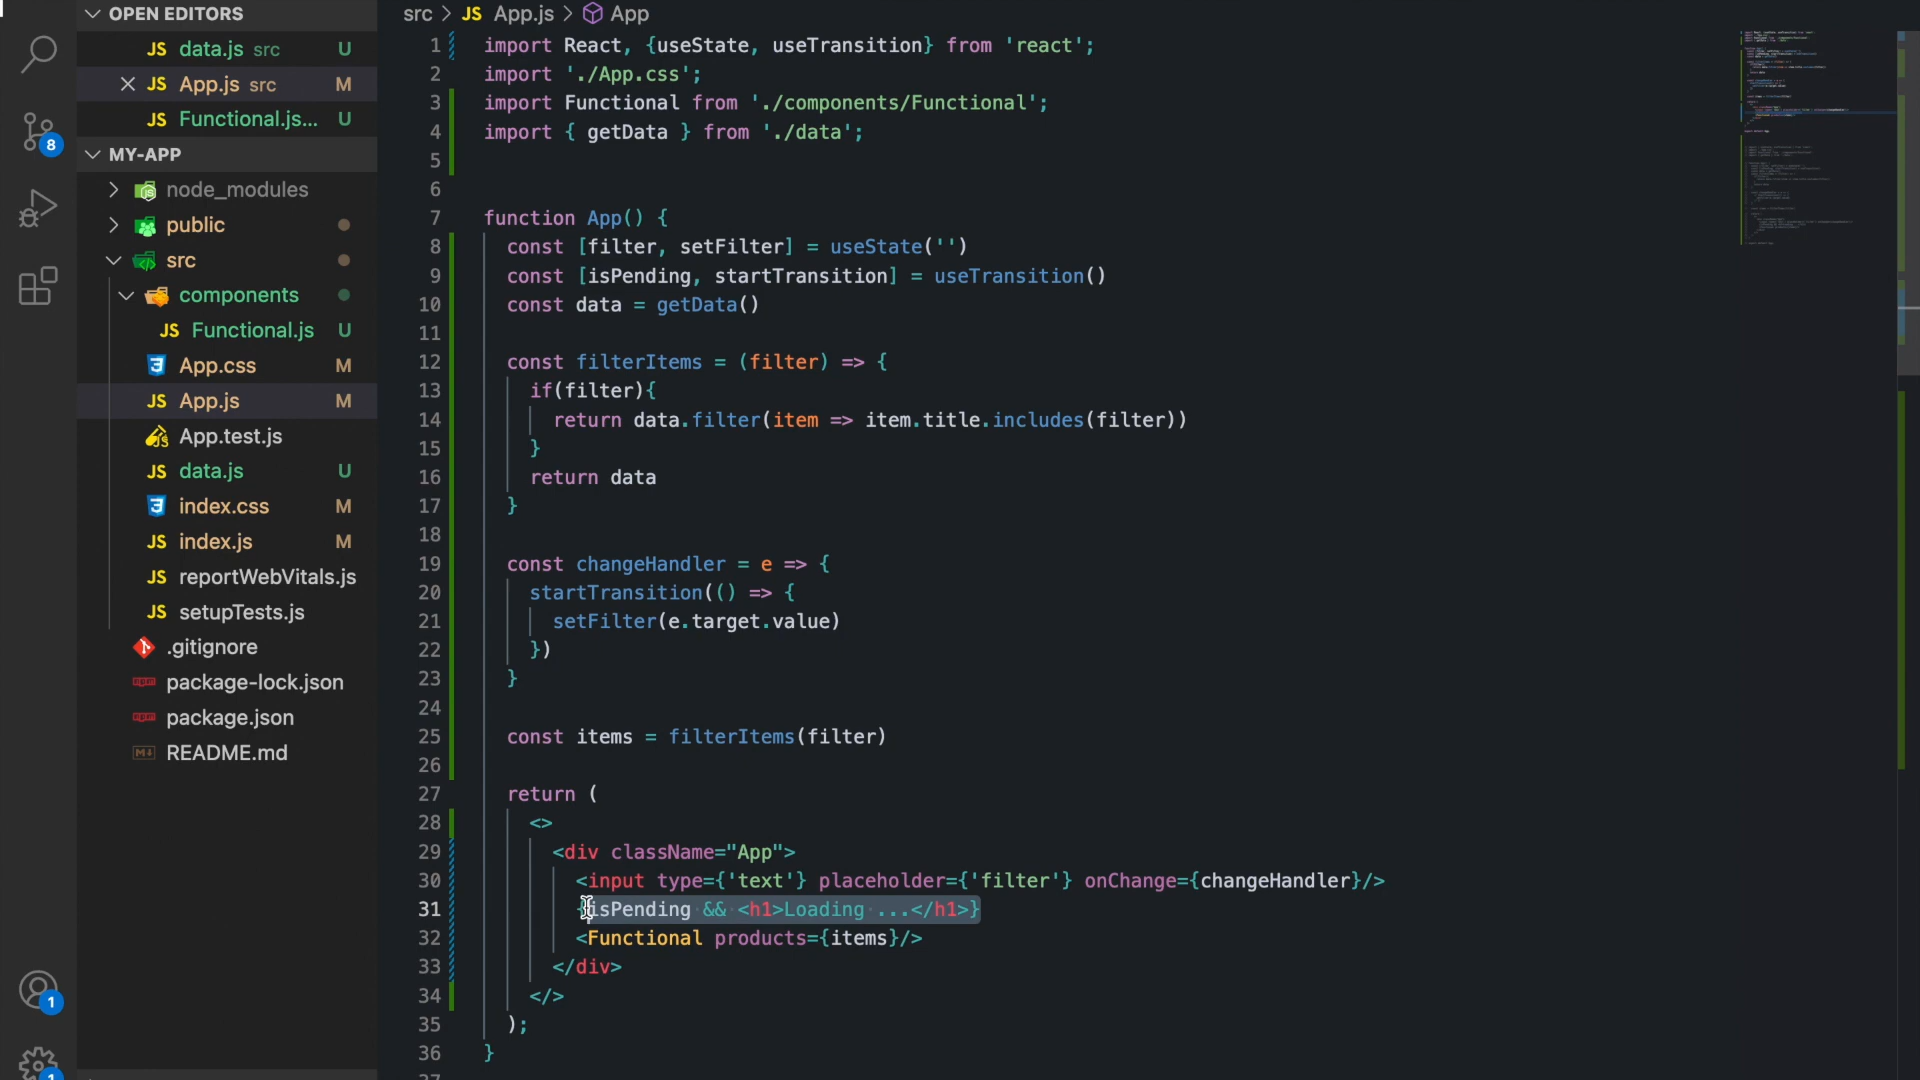 OPEN EDITORS
JS data.js src U
JS App.js src M
JS Functional.js... U
8
MY-APP
node_modules
public
src
components
JS Functional.js U
App.css M
JS App.js M
App.test.js
JS data.js U
index.css M
JS index.js M
JS reportWebVitals.js
JS setupTests.js
.gitignore
package-lock.json
package.json
README.md
1
1
src > JS App.js > App
1 import React, {useState, useTransition} from 'react';
2 import './App.css';
3 import Functional from './components/Functional';
4 import { getData } from './data';
5
6
7 function App() {
8 const [filter, setFilter] = useState('')
9 const [isPending, startTransition] = useTransition()
10 const data = getData()
11
12 const filterItems = (filter) => {
13 if(filter){
14 return data.filter(item => item.title.includes(filter))
15 }
16 return data
17 }
18
19 const changeHandler = e => {
20 startTransition(() => {
21 setFilter(e.target.value)
22 })
23 }
24
25 const items = filterItems(filter)
26
27 return (
28 <>
29 <div className="App">
30 <input type={'text'} placeholder={'filter'} onChange={changeHandler}/>
31 {isPending && <h1>Loading ...</h1>}
32 <Functional products={items}/>
33 </div>
34 </>
35 );
36 }
37